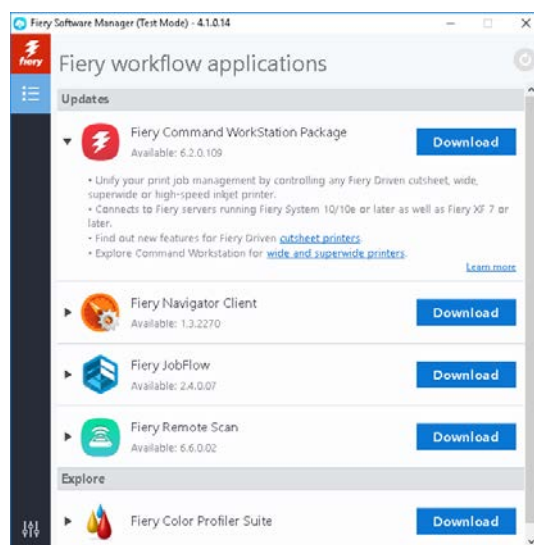 Fiery Software Manager (Test Mode) - 4.1.0.14
fiery
Fiery workflow applications
Updates
Fiery Command WorkStation Package
Available: 6.2.0.109
Download
• Unify your print job management by controlling any Fiery Driven cutsheet, wide,
superwide or high-speed inkjet printer.
• Connects to Fiery servers running Fiery System 10/10e or later as well as Fiery XF 7 or
later.
• Find out new features for Fiery Driven cutsheet printers.
• Explore Command Workstation for wide and superwide printers.
Learn more
Fiery Navigator Client
Available: 1.3.2270
Download
Fiery JobFlow
Available: 2.4.0.07
Download
Fiery Remote Scan
Available: 6.6.0.02
Download
Explore
Fiery Color Profiler Suite
Download